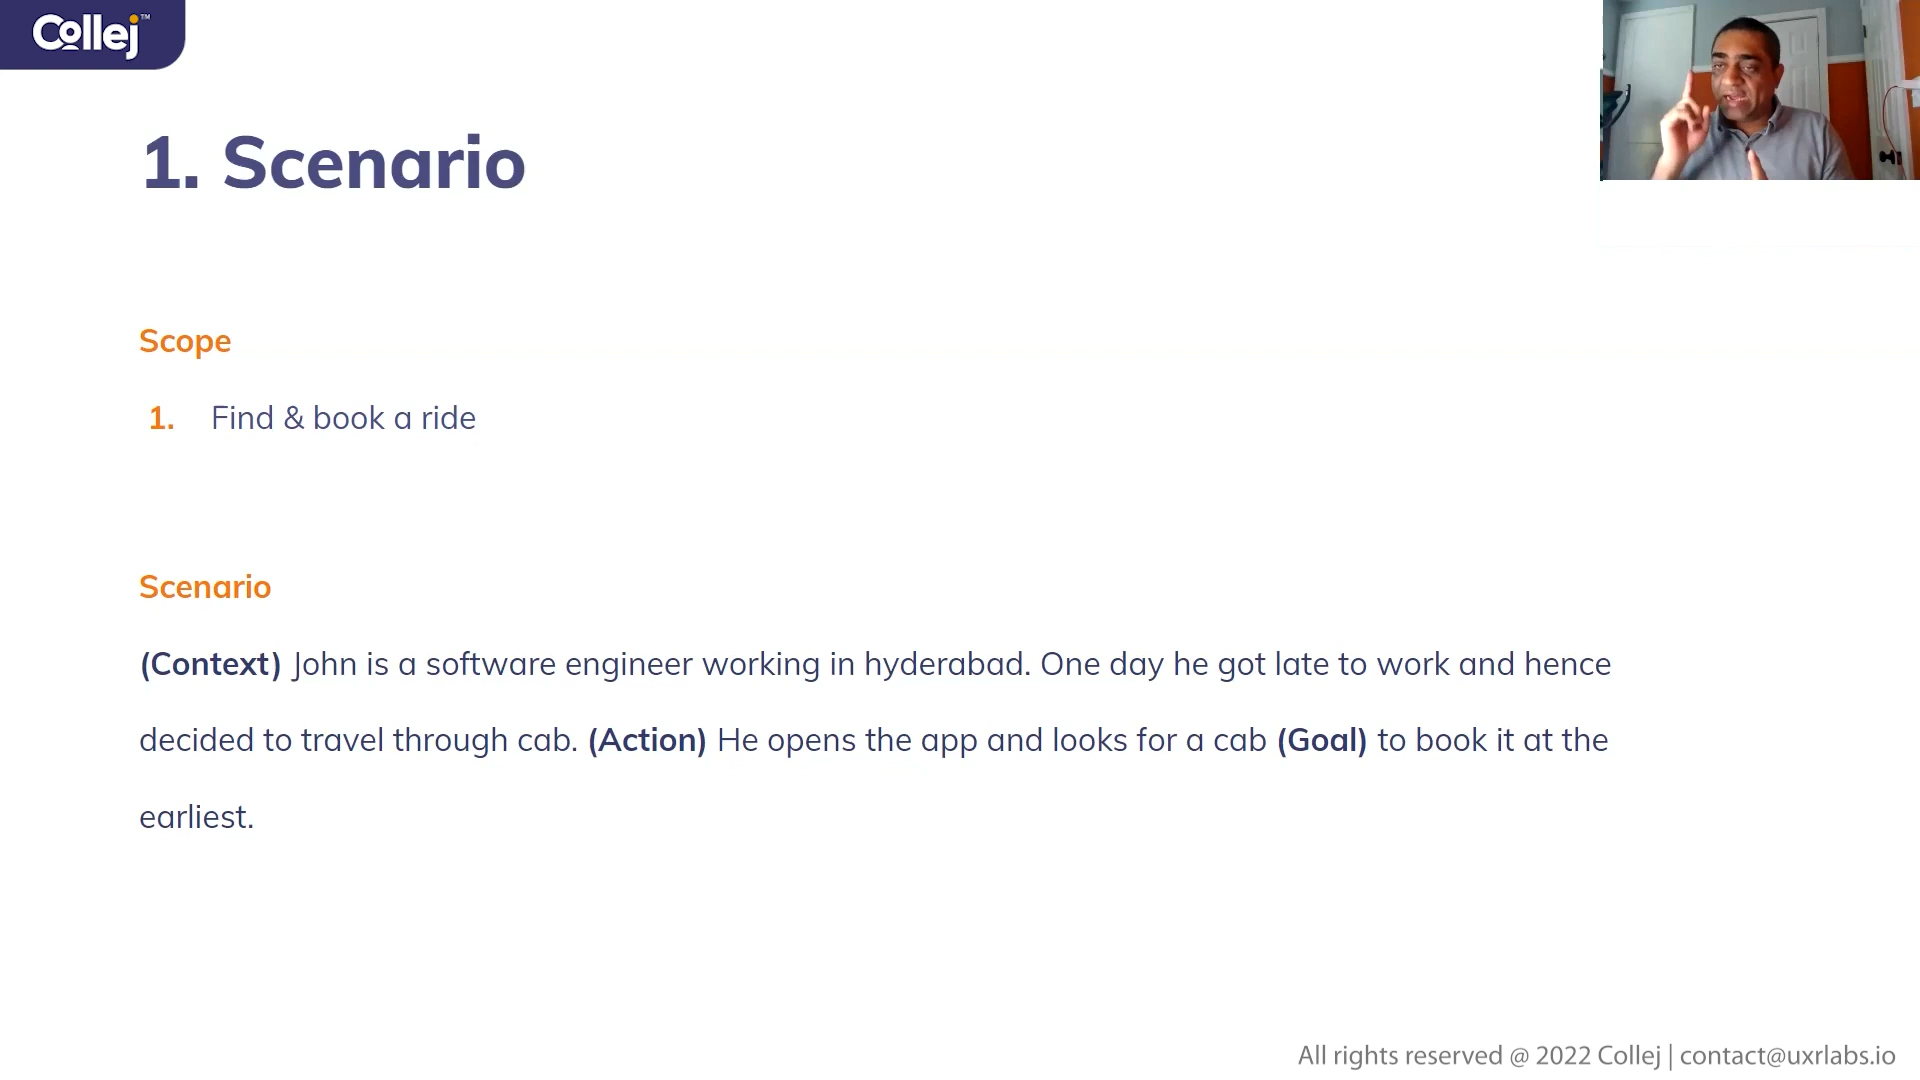 Collej™
1. Scenario
Scope
1. Find & book a ride
Scenario
(Context) John is a software engineer working in hyderabad. One day he got late to work and hence
decided to travel through cab. (Action) He opens the app and looks for a cab (Goal) to book it at the
earliest.
All rights reserved @ 2022 Collej | contact@uxrlabs.io